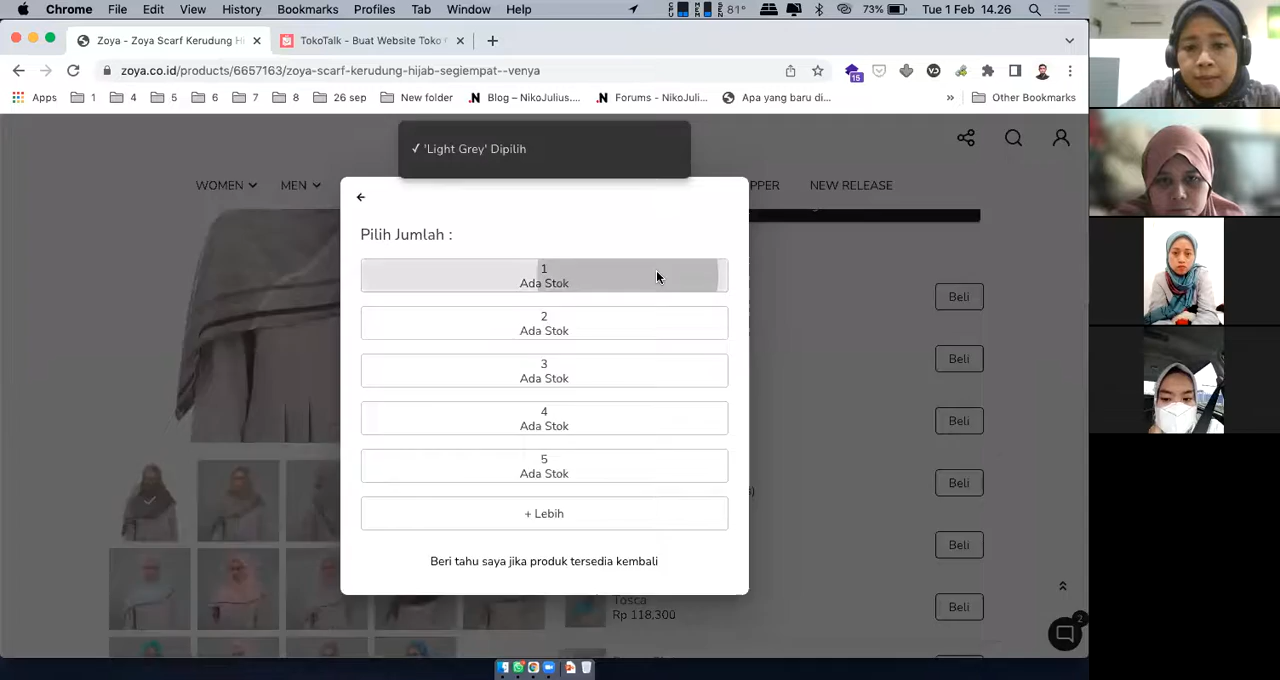 Chrome File Edit View History Bookmarks Profiles Tab Window Help 81° 73% Tue 1 Feb 14.26
Zoya - Zoya Scarf Kerudung Hi
TokoTalk - Buat Website Toko
zoya.co.id/products/6657163/zoya-scarf-kerudung-hijab-segiempat--venya
15
Apps 1 4 5 6 7 8 26 sep New folder Blog – NikoJulius.... Forums - NikoJuli... Apa yang baru di... » Other Bookmarks
✓ 'Light Grey' Dipilih
WOMEN MEN PPER NEW RELEASE
Pilih Jumlah :
1
Ada Stok
2
Ada Stok
3
Ada Stok
4
Ada Stok
5
Ada Stok
+ Lebih
Beri tahu saya jika produk tersedia kembali
Beli
Beli
Beli
Beli
Beli
Tosca
Rp 118,300
Beli
2